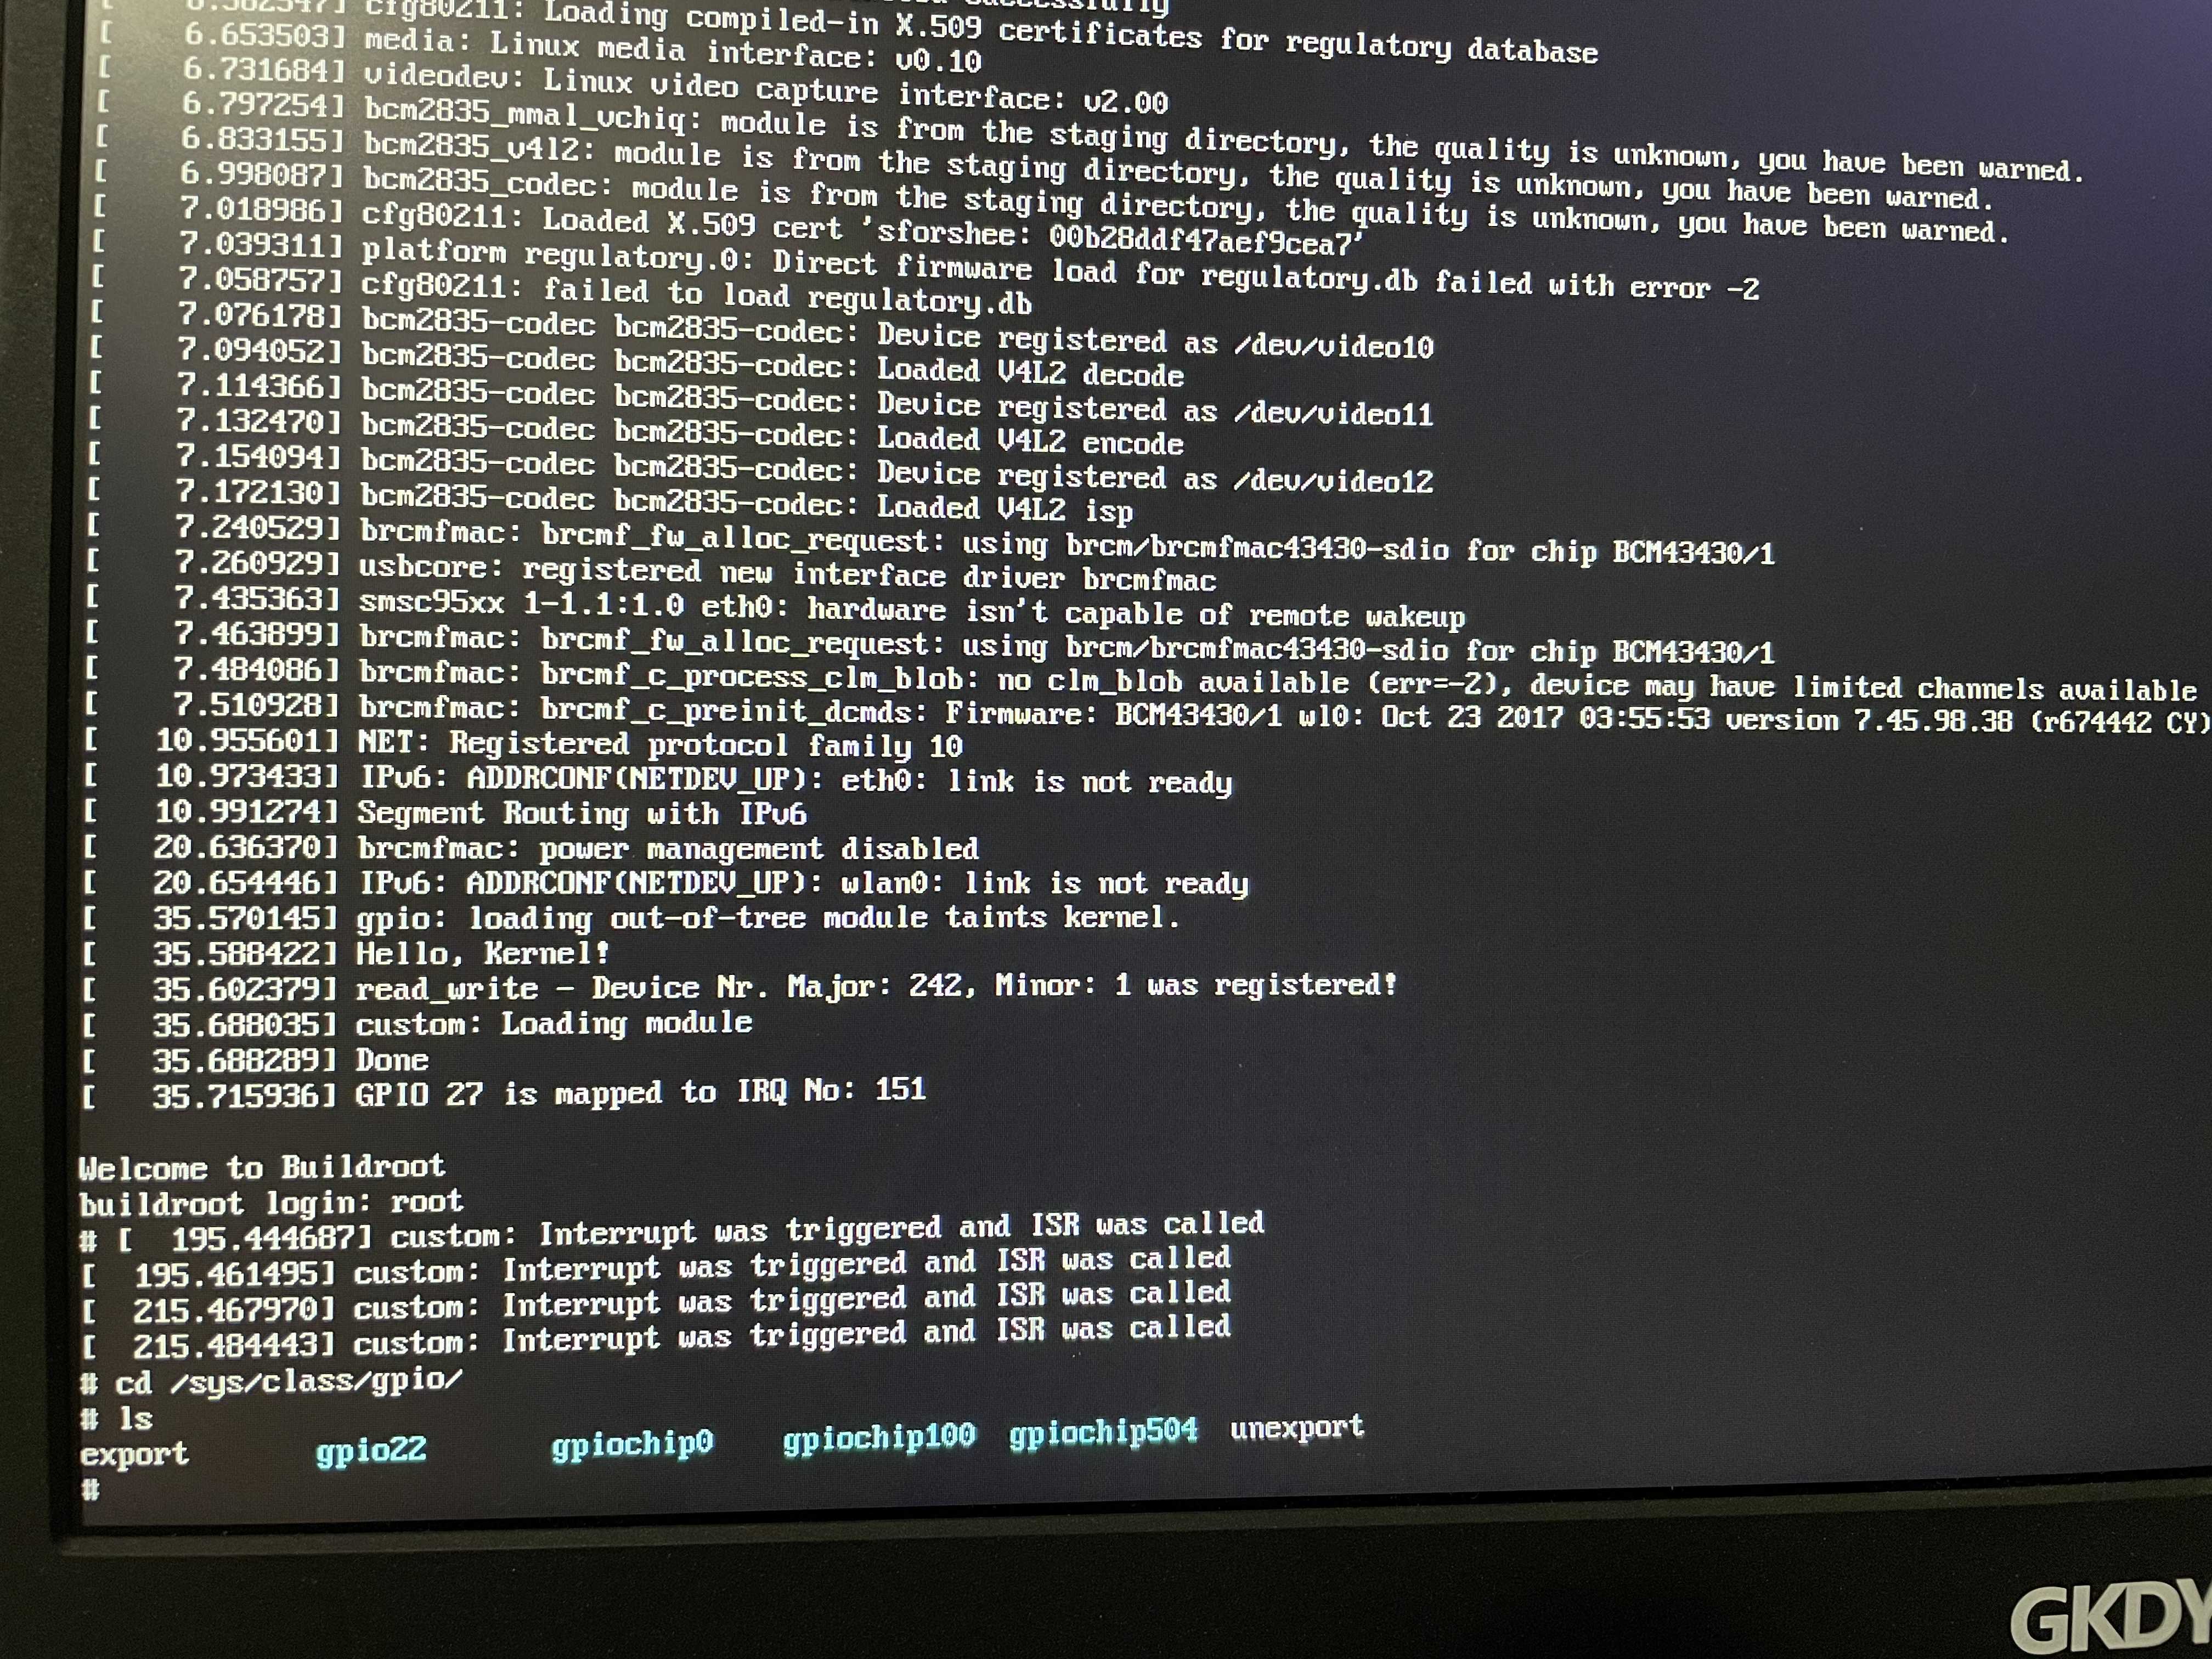 [ 6.582547] cfg80211: Loading compiled-in X.509 certificates for regulatory database
[ 6.653503] media: Linux media interface: v0.10
[ 6.731684] videodev: Linux video capture interface: v2.00
[ 6.797254] bcm2835_mmal_vchiq: module is from the staging directory, the quality is unknown, you have been warned.
[ 6.833155] bcm2835_v4l2: module is from the staging directory, the quality is unknown, you have been warned.
[ 6.998087] bcm2835_codec: module is from the staging directory, the quality is unknown, you have been warned.
[ 7.018986] cfg80211: Loaded X.509 cert 'sforshee: 00b28ddf47aef9cea7'
[ 7.039311] platform regulatory.0: Direct firmware load for regulatory.db failed with error -2
[ 7.058757] cfg80211: failed to load regulatory.db
[ 7.076178] bcm2835-codec bcm2835-codec: Device registered as /dev/video10
[ 7.094052] bcm2835-codec bcm2835-codec: Loaded V4L2 decode
[ 7.114366] bcm2835-codec bcm2835-codec: Device registered as /dev/video11
[ 7.132470] bcm2835-codec bcm2835-codec: Loaded V4L2 encode
[ 7.154094] bcm2835-codec bcm2835-codec: Device registered as /dev/video12
[ 7.172130] bcm2835-codec bcm2835-codec: Loaded V4L2 isp
[ 7.240529] brcmfmac: brcmf_fw_alloc_request: using brcm/brcmfmac43430-sdio for chip BCM43430/1
[ 7.260929] usbcore: registered new interface driver brcmfmac
[ 7.435363] smsc95xx 1-1.1:1.0 eth0: hardware isn't capable of remote wakeup
[ 7.463899] brcmfmac: brcmf_fw_alloc_request: using brcm/brcmfmac43430-sdio for chip BCM43430/1
[ 7.484086] brcmfmac: brcmf_c_process_clm_blob: no clm_blob available (err=-2), device may have limited channels available
[ 7.510928] brcmfmac: brcmf_c_preinit_dcmds: Firmware: BCM43430/1 wl0: Oct 23 2017 03:55:53 version 7.45.98.38 (r674442 CY)
[ 10.955601] NET: Registered protocol family 10
[ 10.973433] IPv6: ADDRCONF(NETDEV_UP): eth0: link is not ready
[ 10.991274] Segment Routing with IPv6
[ 20.636370] brcmfmac: power management disabled
[ 20.654446] IPv6: ADDRCONF(NETDEV_UP): wlan0: link is not ready
[ 35.570145] gpio: loading out-of-tree module taints kernel.
[ 35.588422] Hello, Kernel!
[ 35.602379] read_write - Device Nr. Major: 242, Minor: 1 was registered!
[ 35.688035] custom: Loading module
[ 35.688289] Done
[ 35.715936] GPIO 27 is mapped to IRQ No: 151
Welcome to Buildroot
buildroot login: root
# [ 195.444687] custom: Interrupt was triggered and ISR was called
[ 195.461495] custom: Interrupt was triggered and ISR was called
[ 215.467970] custom: Interrupt was triggered and ISR was called
[ 215.484443] custom: Interrupt was triggered and ISR was called
# cd /sys/class/gpio/
# ls
export gpio22 gpiochip0 gpiochip100 gpiochip504 unexport
#
GKDY